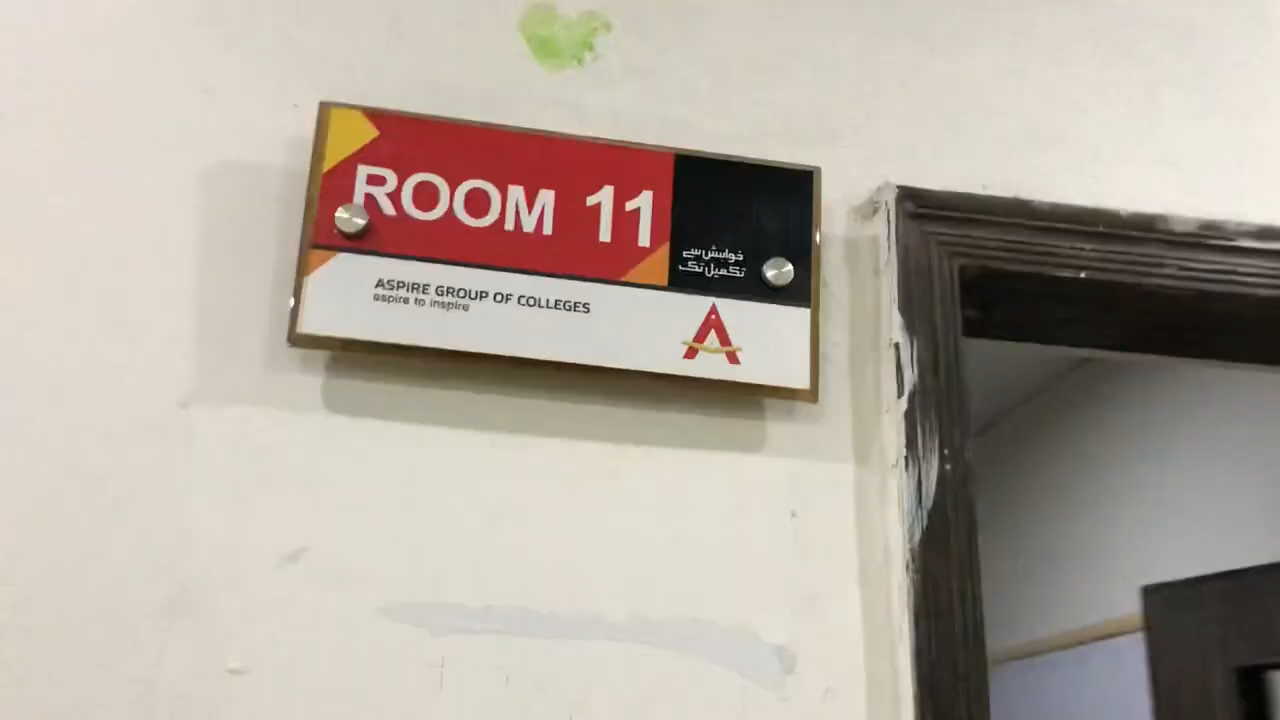 ROOM 11
خواہش سے
تکمیل تک
ASPIRE GROUP OF COLLEGES
aspire to inspire